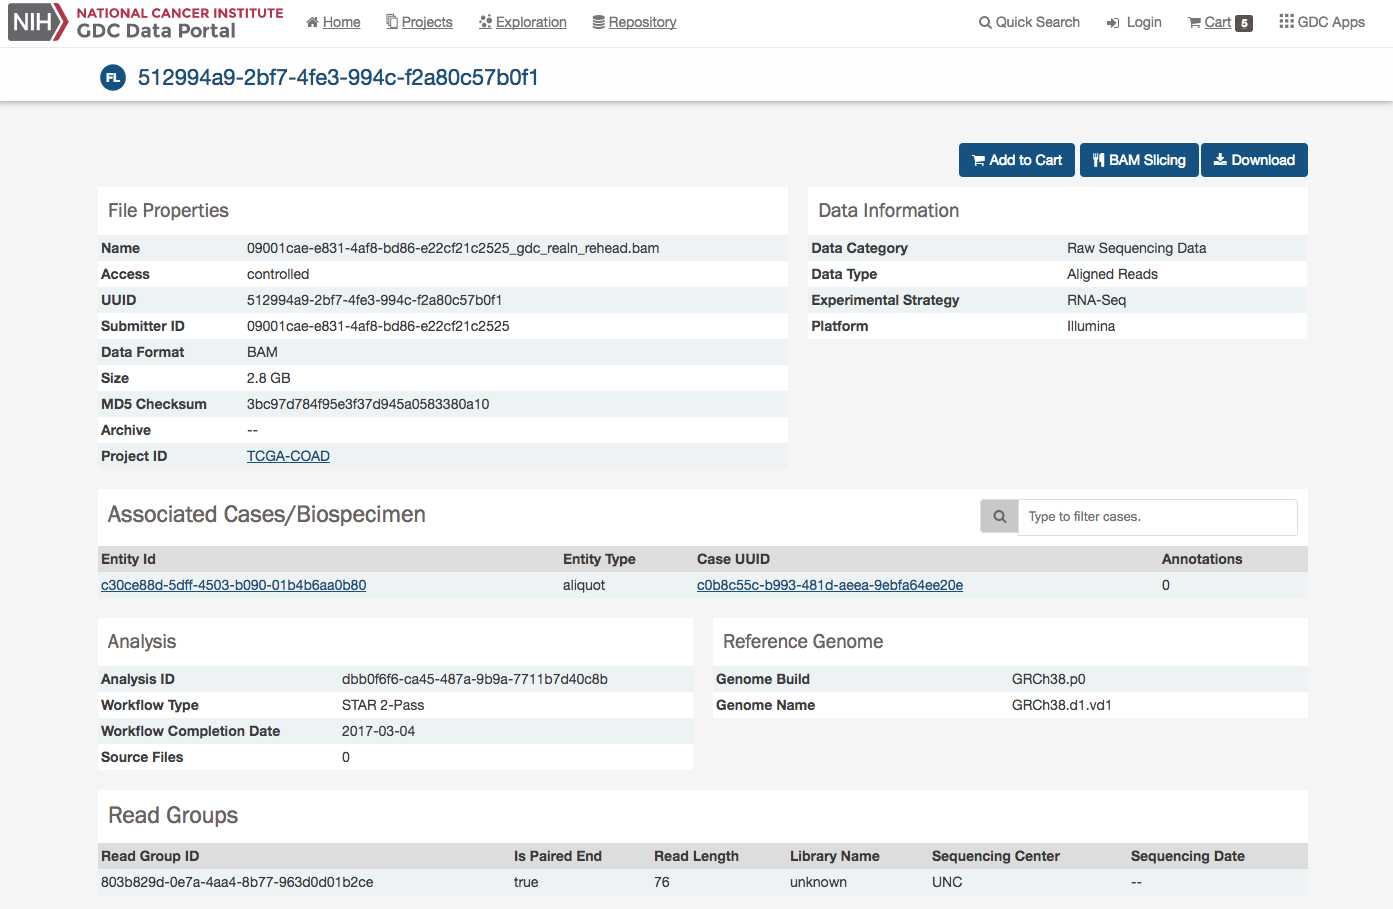 NIH NATIONAL CANCER INSTITUTE
GDC Data Portal
Home Projects Exploration Repository Quick Search Login Cart 5 GDC Apps
FL 512994a9-2bf7-4fe3-994c-f2a80c57b0f1
Add to Cart BAM Slicing Download
File Properties
Name 09001cae-e831-4af8-bd86-e22cf21c2525_gdc_realn_rehead.bam
Access controlled
UUID 512994a9-2bf7-4fe3-994c-f2a80c57b0f1
Submitter ID 09001cae-e831-4af8-bd86-e22cf21c2525
Data Format BAM
Size 2.8 GB
MD5 Checksum 3bc97d784f95e3f37d945a0583380a10
Archive --
Project ID TCGA-COAD
Data Information
Data Category Raw Sequencing Data
Data Type Aligned Reads
Experimental Strategy RNA-Seq
Platform Illumina
Associated Cases/Biospecimen
Type to filter cases.
Entity Id Entity Type Case UUID Annotations
c30ce88d-5dff-4503-b090-01b4b6aa0b80 aliquot c0b8c55c-b993-481d-aeea-9ebfa64ee20e 0
Analysis
Analysis ID dbb0f6f6-ca45-487a-9b9a-7711b7d40c8b
Workflow Type STAR 2-Pass
Workflow Completion Date 2017-03-04
Source Files 0
Reference Genome
Genome Build GRCh38.p0
Genome Name GRCh38.d1.vd1
Read Groups
Read Group ID Is Paired End Read Length Library Name Sequencing Center Sequencing Date
803b829d-0e7a-4aa4-8b77-963d0d01b2ce true 76 unknown UNC --